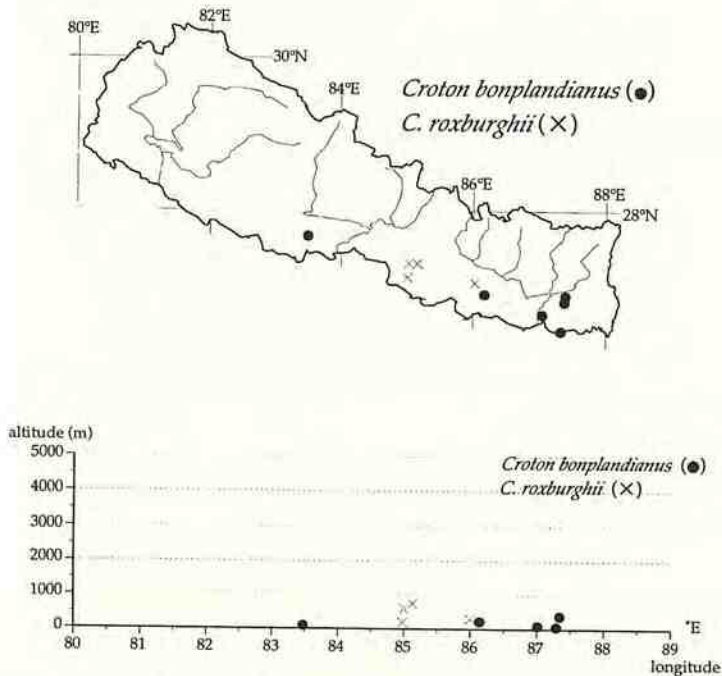 82°E
80°E
30°N
84°E
Croton bonplandianus (●)
C. roxburghii (×)
86°E
88°E
28°N
altitude (m)
5000
Croton bonplandianus (●)
4000
C. roxburghii (×)
3000
2000
1000
0
80 81 82 83 84 85 86 87 88 89
°E
longitude